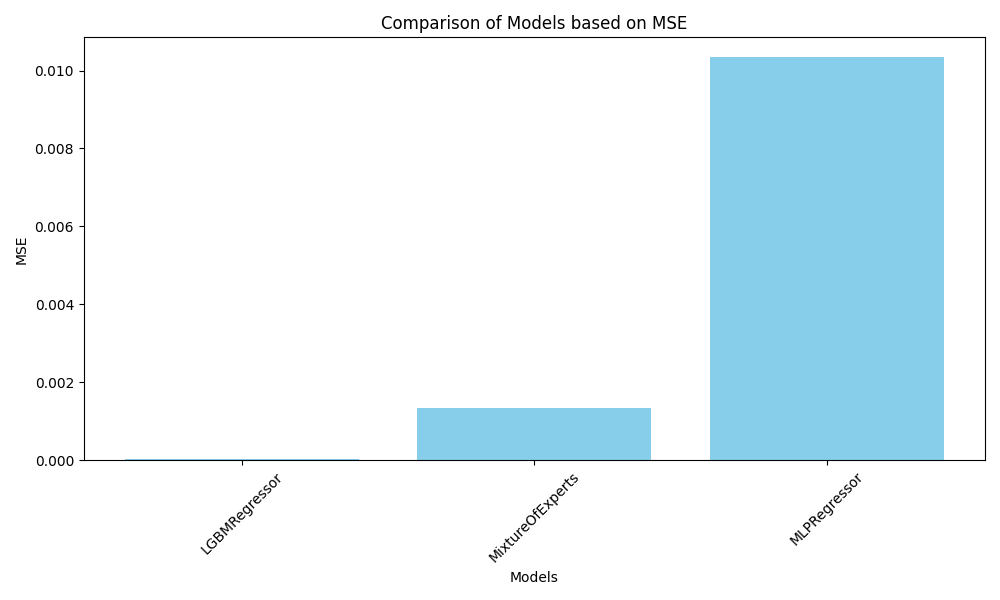 Comparison of Models based on MSE
0.010
0.008
0.006
0.004
0.002
0.000
MSE
LGBMRegressor
MixtureOfExperts
MLPRegressor
Models